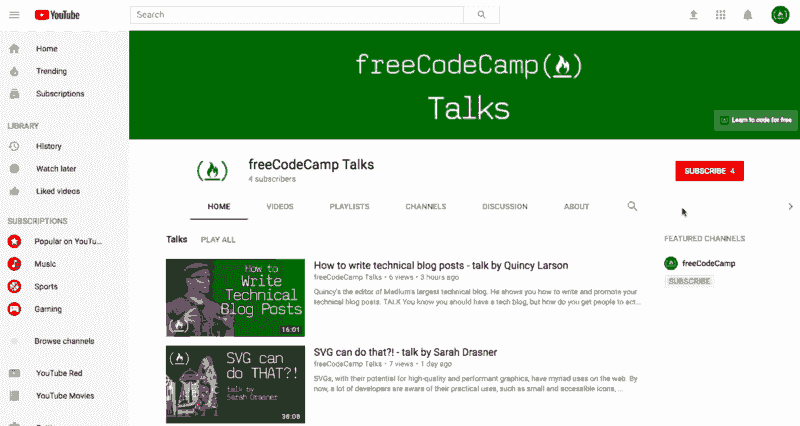 YouTube
Search
Home
Trending
Subscriptions
LIBRARY
History
Watch later
Liked videos
SUBSCRIPTIONS
Popular on YouTu...
Music
Sports
Gaming
Browse channels
YouTube Red
YouTube Movies
freeCodeCamp(🔥)
Talks
Learn to code for free
freeCodeCamp Talks
4 subscribers
SUBSCRIBE 4
HOME VIDEOS PLAYLISTS CHANNELS DISCUSSION ABOUT
Talks PLAY ALL
How to
Write
Technical
Blog Posts
16:01
How to write technical blog posts - talk by Quincy Larson
freeCodeCamp Talks • 6 views • 3 hours ago
Quincy's the editor of Medium's largest technical blog. He shows you how to write and promote your
technical blog posts. TALK You know you should have a tech blog, but how do you get people to act...
SVG can
do THAT?!
talk by
Sarah Drasner
36:08
SVG can do that?! - talk by Sarah Drasner
freeCodeCamp Talks • 7 views • 1 day ago
SVGs, with their potential for high-quality and performant graphics, have myriad uses on the web. By
now, a lot of developers are aware of their practical uses, such as small and accessible icons, ...
FEATURED CHANNELS
freeCodeCamp
SUBSCRIBE